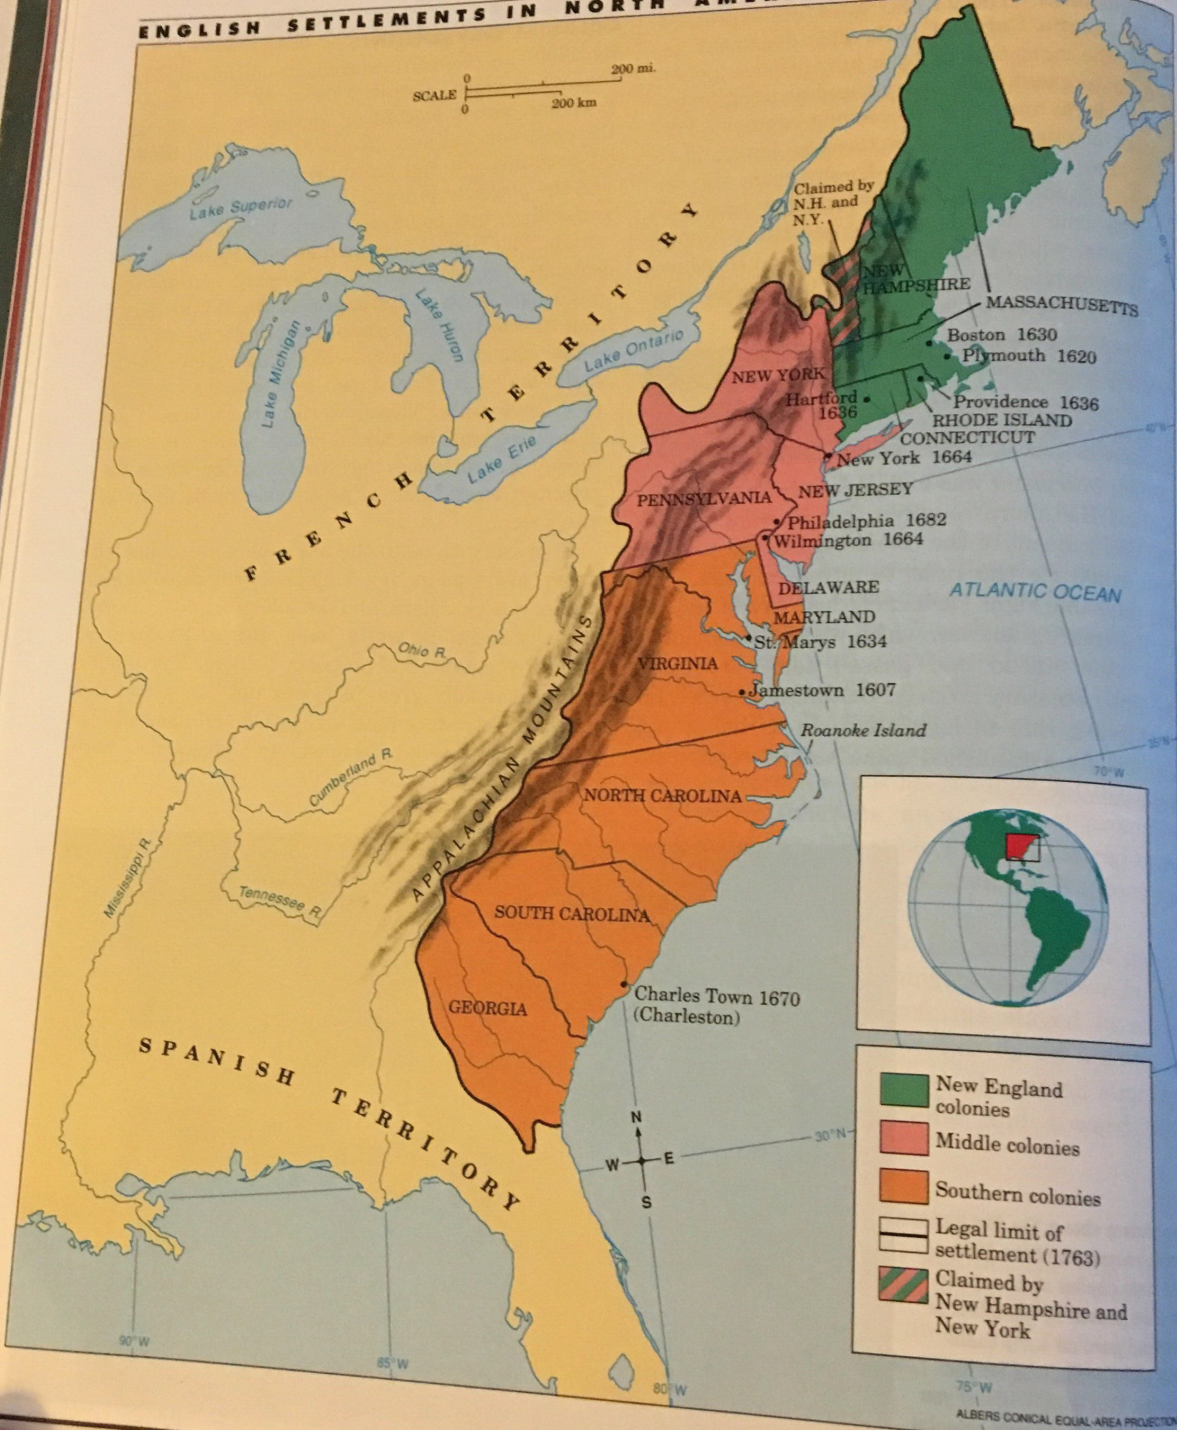 ENGLISH SETTLEMENTS IN NORTH
0 200 mi.
SCALE
0 200 km
Claimed by
N.H. and
N.Y.
Lake Superior
Lake Huron
Lake Michigan
Lake Ontario
Lake Erie
FRENCH TERRITORY
NEW
HAMPSHIRE
MASSACHUSETTS
Boston 1630
Plymouth 1620
NEW YORK
Hartford
1636
Providence 1636
RHODE ISLAND
CONNECTICUT
New York 1664
PENNSYLVANIA
NEW JERSEY
Philadelphia 1682
Wilmington 1664
DELAWARE
ATLANTIC OCEAN
MARYLAND
St. Marys 1634
VIRGINIA
Jamestown 1607
Roanoke Island
Ohio R.
APPALACHIAN MOUNTAINS
Cumberland R.
NORTH CAROLINA
70°W
Mississippi R.
Tennessee R.
SOUTH CAROLINA
Charles Town 1670
(Charleston)
GEORGIA
SPANISH TERRITORY
N
W E
S
30°N
New England
colonies
Middle colonies
Southern colonies
Legal limit of
settlement (1763)
Claimed by
New Hampshire and
New York
90°W
85°W
80°W
75°W
ALBERS CONICAL EQUAL-AREA PROJECTION